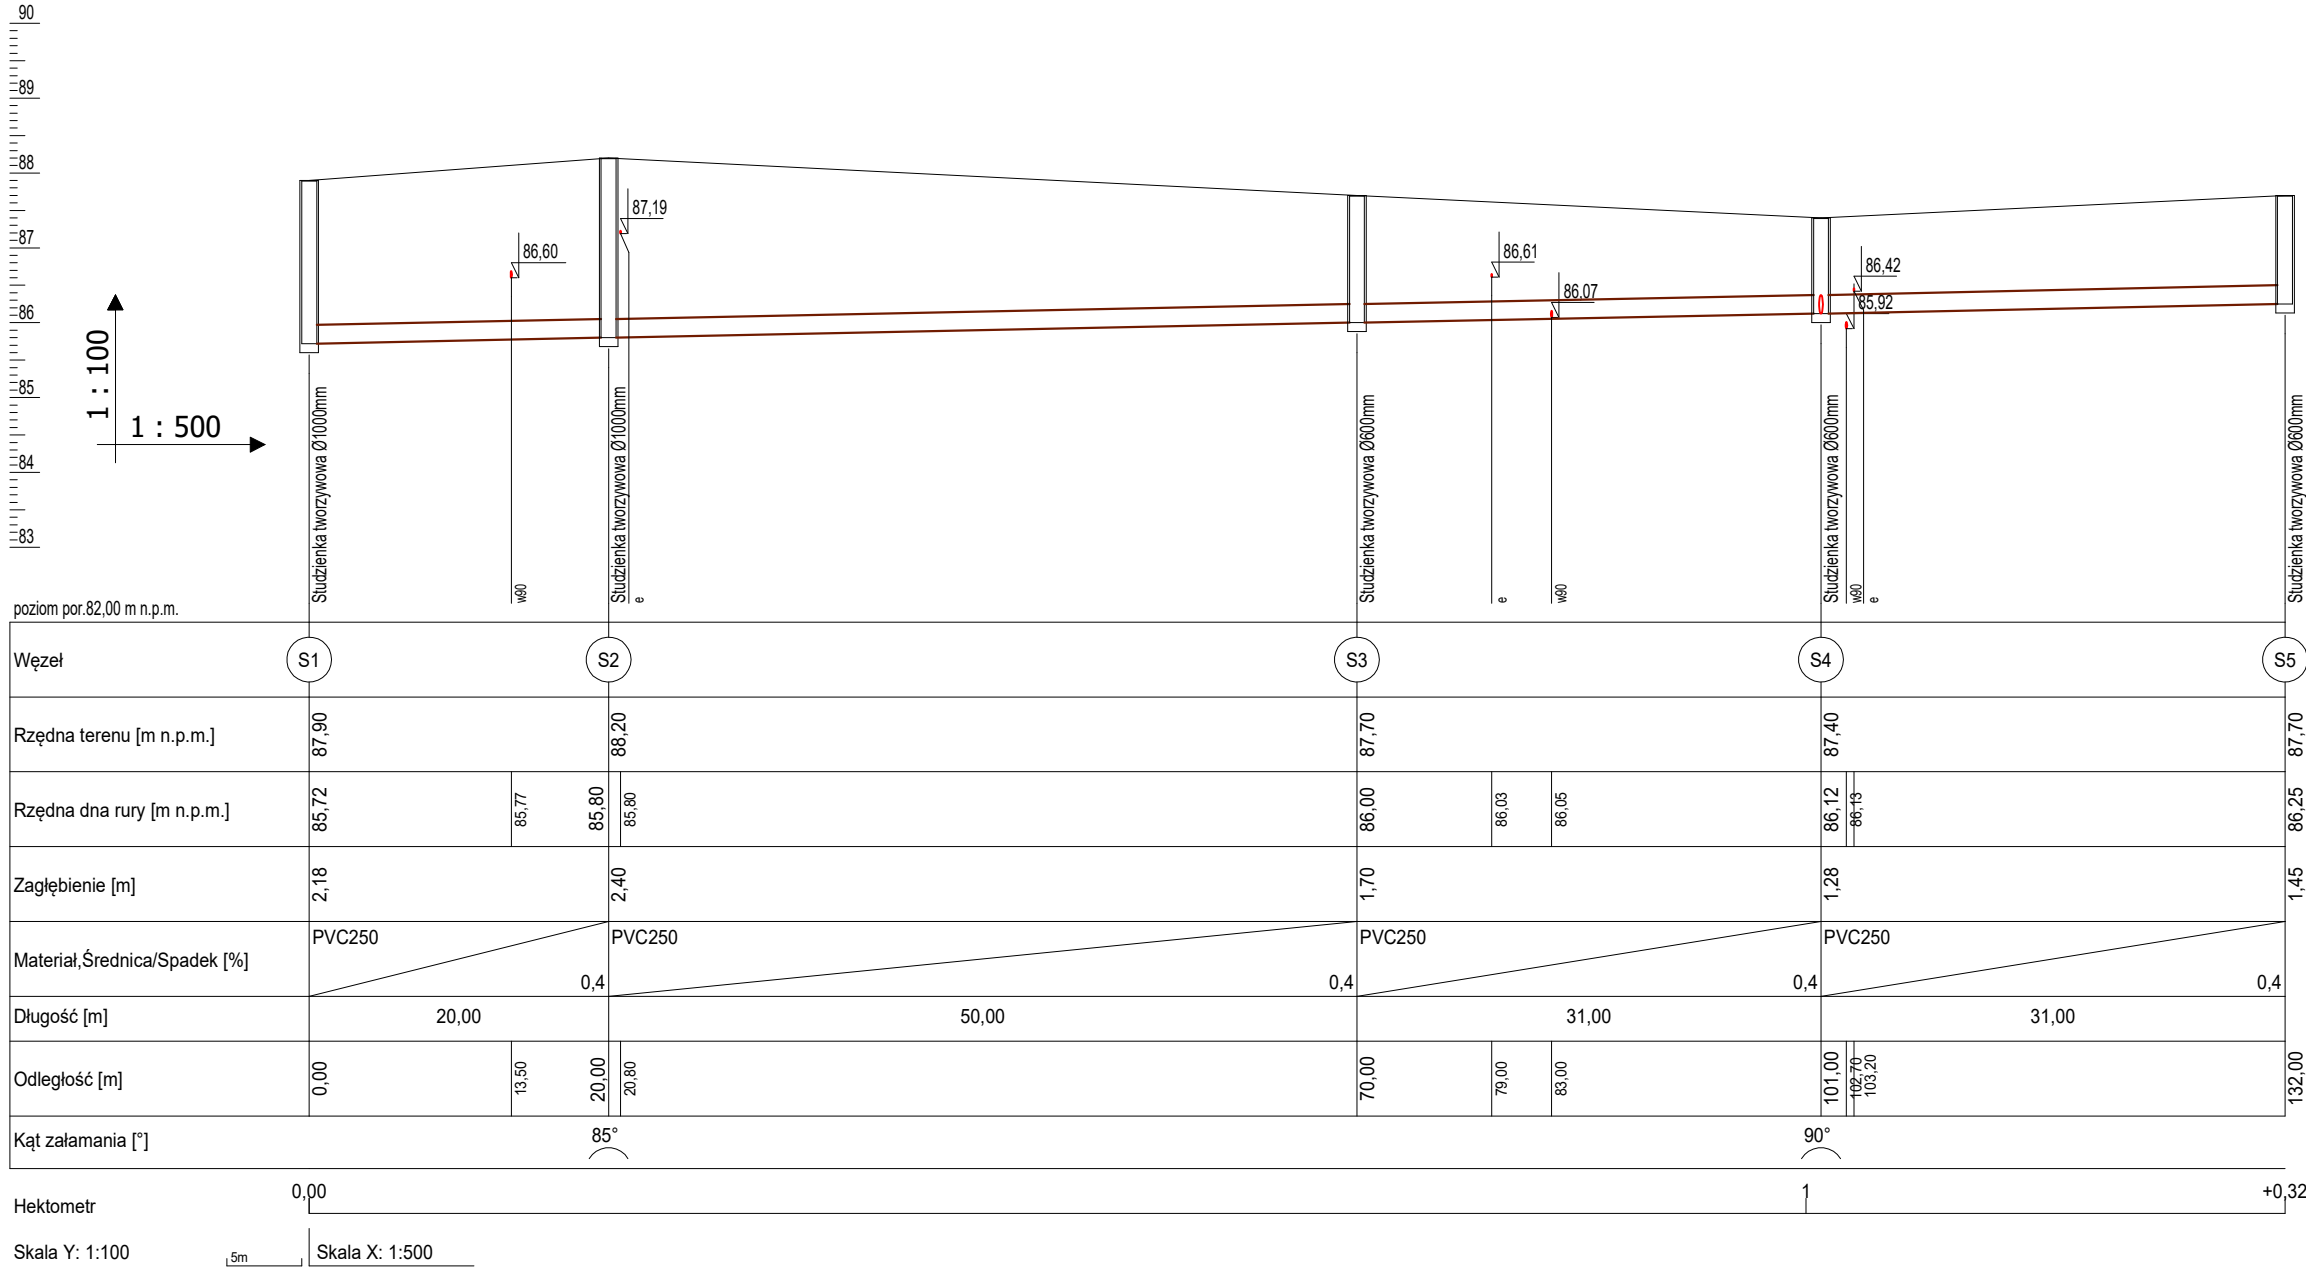 90
89
88
87
86
85
84
83
1 : 100
1 : 500
86,60
87,19
86,61
86,07
86,42
85,92
Studzienka tworzywowa Ø1000mm
w90
Studzienka tworzywowa Ø1000mm
e
Studzienka tworzywowa Ø600mm
e
w90
Studzienka tworzywowa Ø600mm
w90
e
Studzienka tworzywowa Ø600mm
poziom por.82,00 m n.p.m.
Węzeł S1 S2 S3 S4 S5
Rzędna terenu [m n.p.m.] 87,90 88,20 87,70 87,40 87,70
Rzędna dna rury [m n.p.m.] 85,72 85,77 85,80 85,80 86,00 86,03 86,05 86,12 86,13 86,25
Zagłębienie [m] 2,18 2,40 1,70 1,28 1,45
Materiał,Średnica/Spadek [%] PVC250 0,4 PVC250 0,4 PVC250 0,4 PVC250 0,4
Długość [m] 20,00 50,00 31,00 31,00
Odległość [m] 0,00 13,50 20,00 20,80 70,00 79,00 83,00 101,00 102,70 103,20 132,00
Kąt załamania [°] 85° 90°
Hektometr 0,00 1 +0,32
Skala Y: 1:100 5m Skala X: 1:500